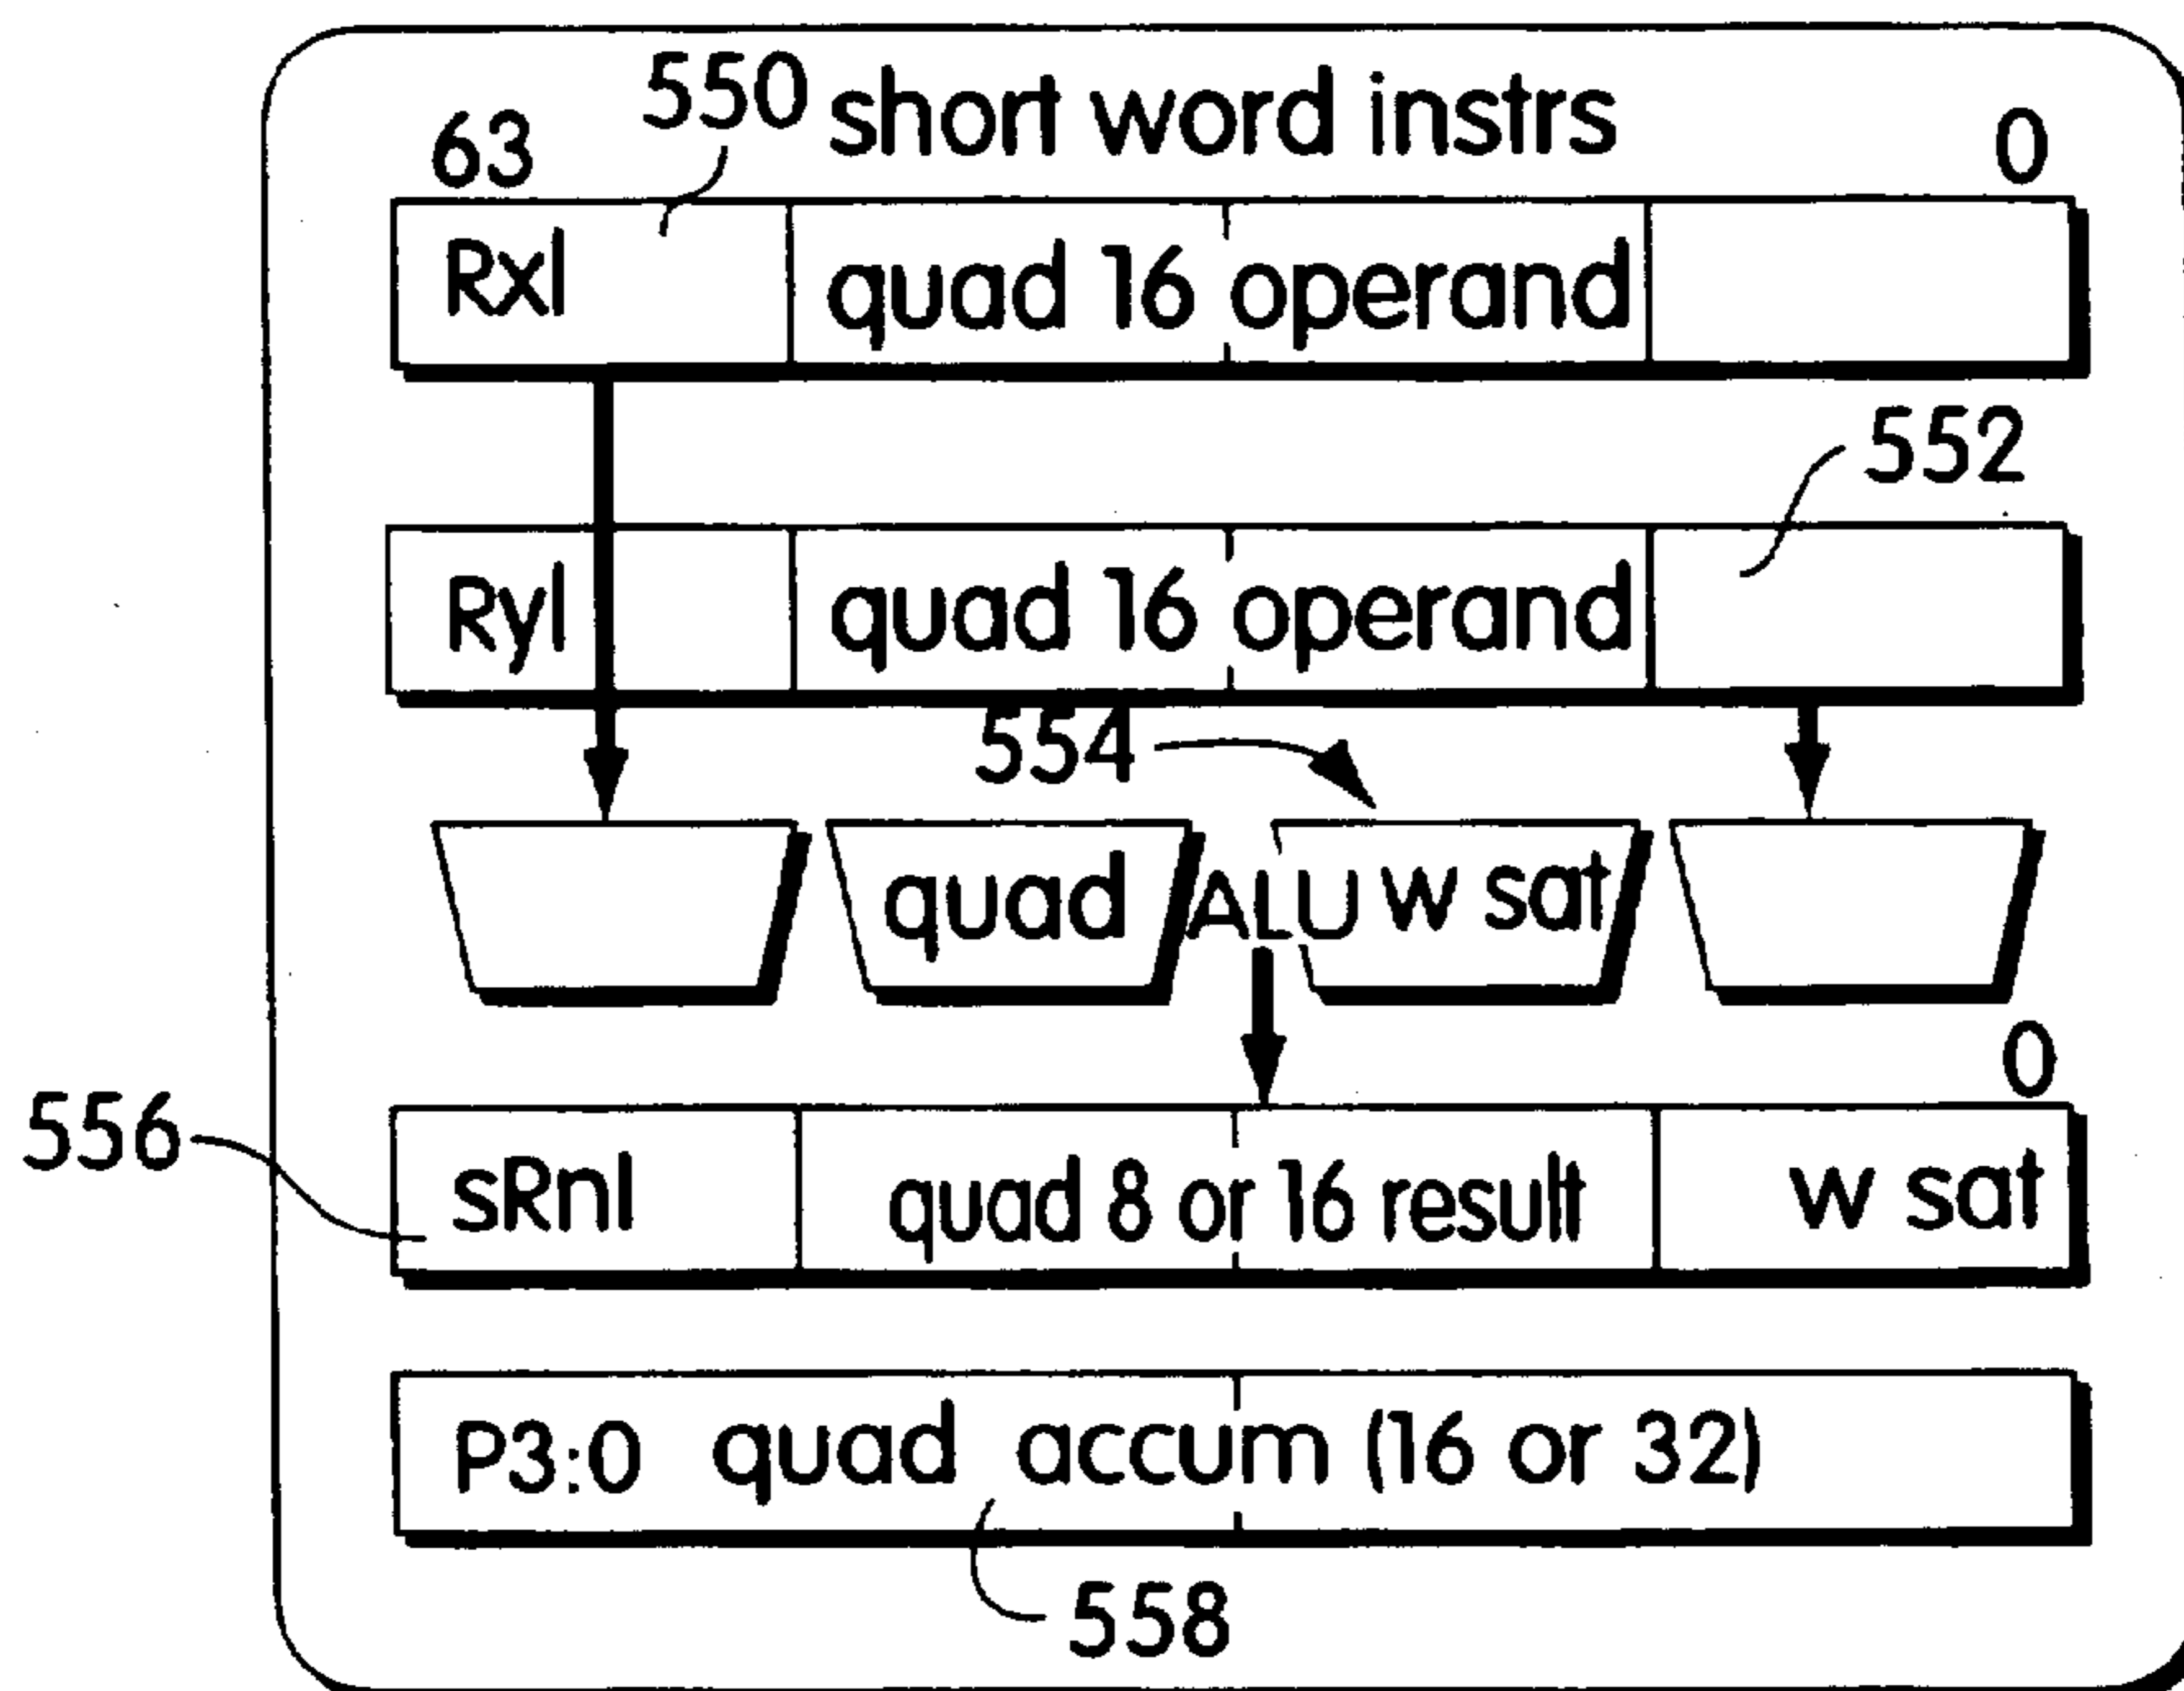 550 short word instrs
63 0
Rxl quad 16 operand
552
Ryl quad 16 operand
554
quad ALU w sat
0
556
sRnl quad 8 or 16 result w sat
P3:0 quad accum (16 or 32)
558